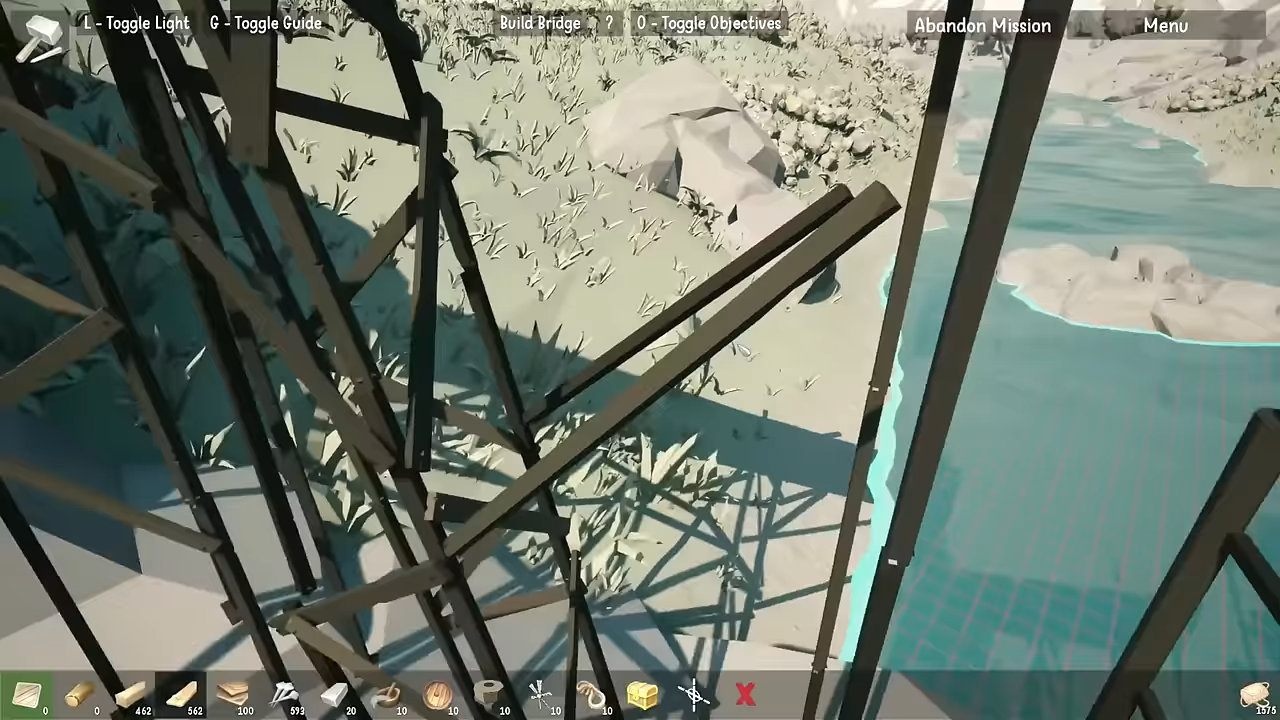 L - Toggle Light G - Toggle Guide Build Bridge ? O - Toggle Objectives Abandon Mission Menu
0 0 462 562 100 593 20 10 10 10 10 10 1576